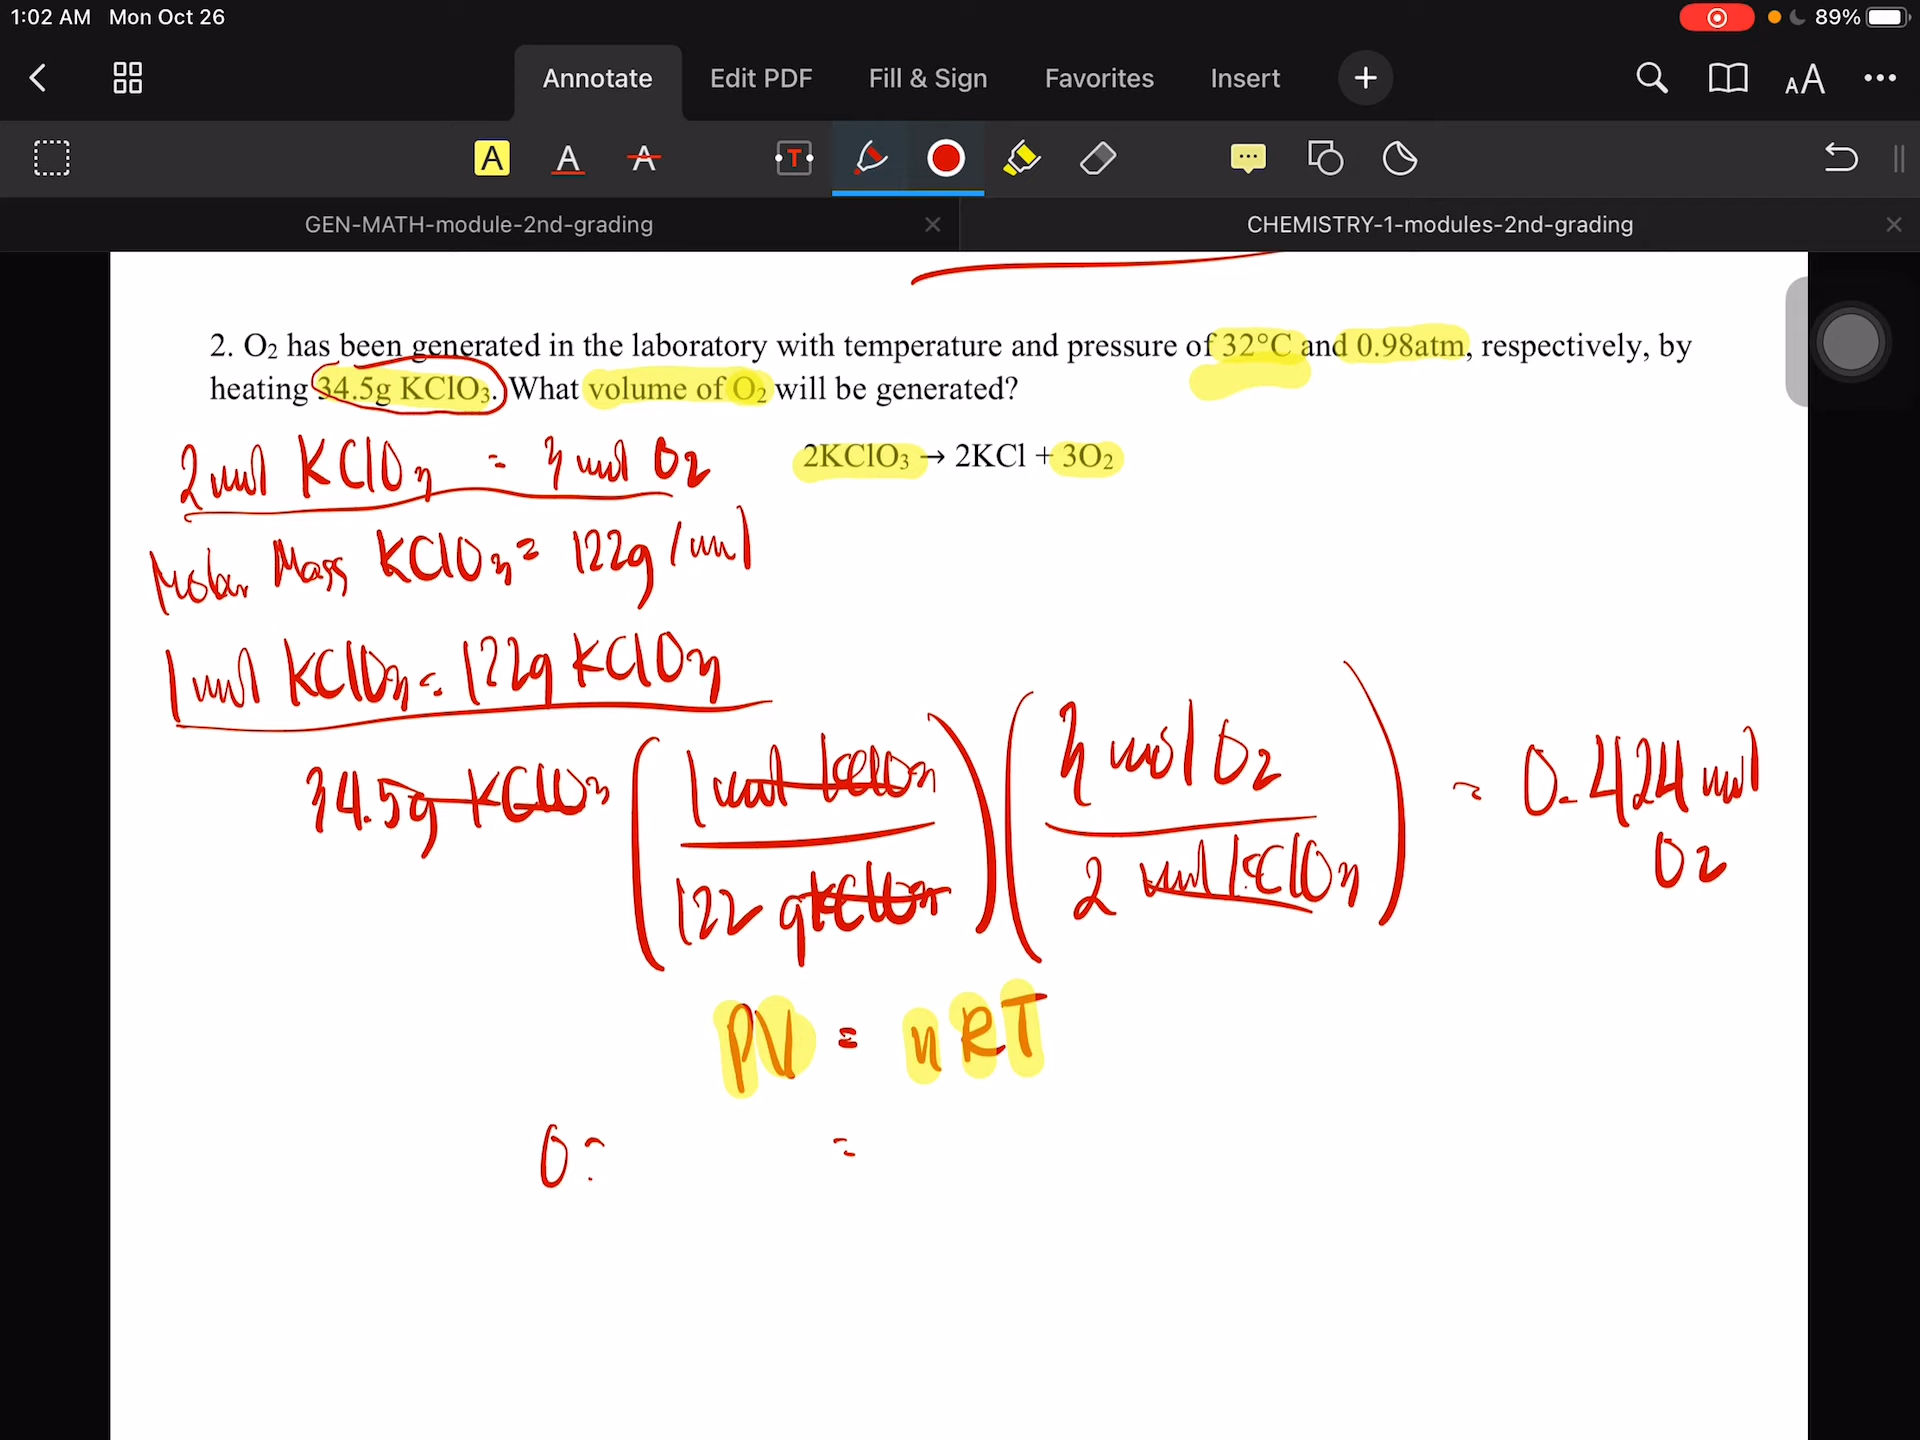 1:02 AM Mon Oct 26 89%
Annotate Edit PDF Fill & Sign Favorites Insert + AA
A A A T
GEN-MATH-module-2nd-grading × CHEMISTRY-1-modules-2nd-grading ×
2. O₂ has been generated in the laboratory with temperature and pressure of 32°C and 0.98atm, respectively, by
heating 34.5g KClO₃. What volume of O₂ will be generated?
2KClO₃ → 2KCl + 3O₂
2 mol KClO₃ = 3 mol O₂
Molar Mass KClO₃ = 122g/mol
1 mol KClO₃ = 122g KClO₃
34.5g KClO₃ (1 mol KClO₃ / 122 g KClO₃) (3 mol O₂ / 2 mol KClO₃) = 0.424 mol O₂
PV = nRT
0. =